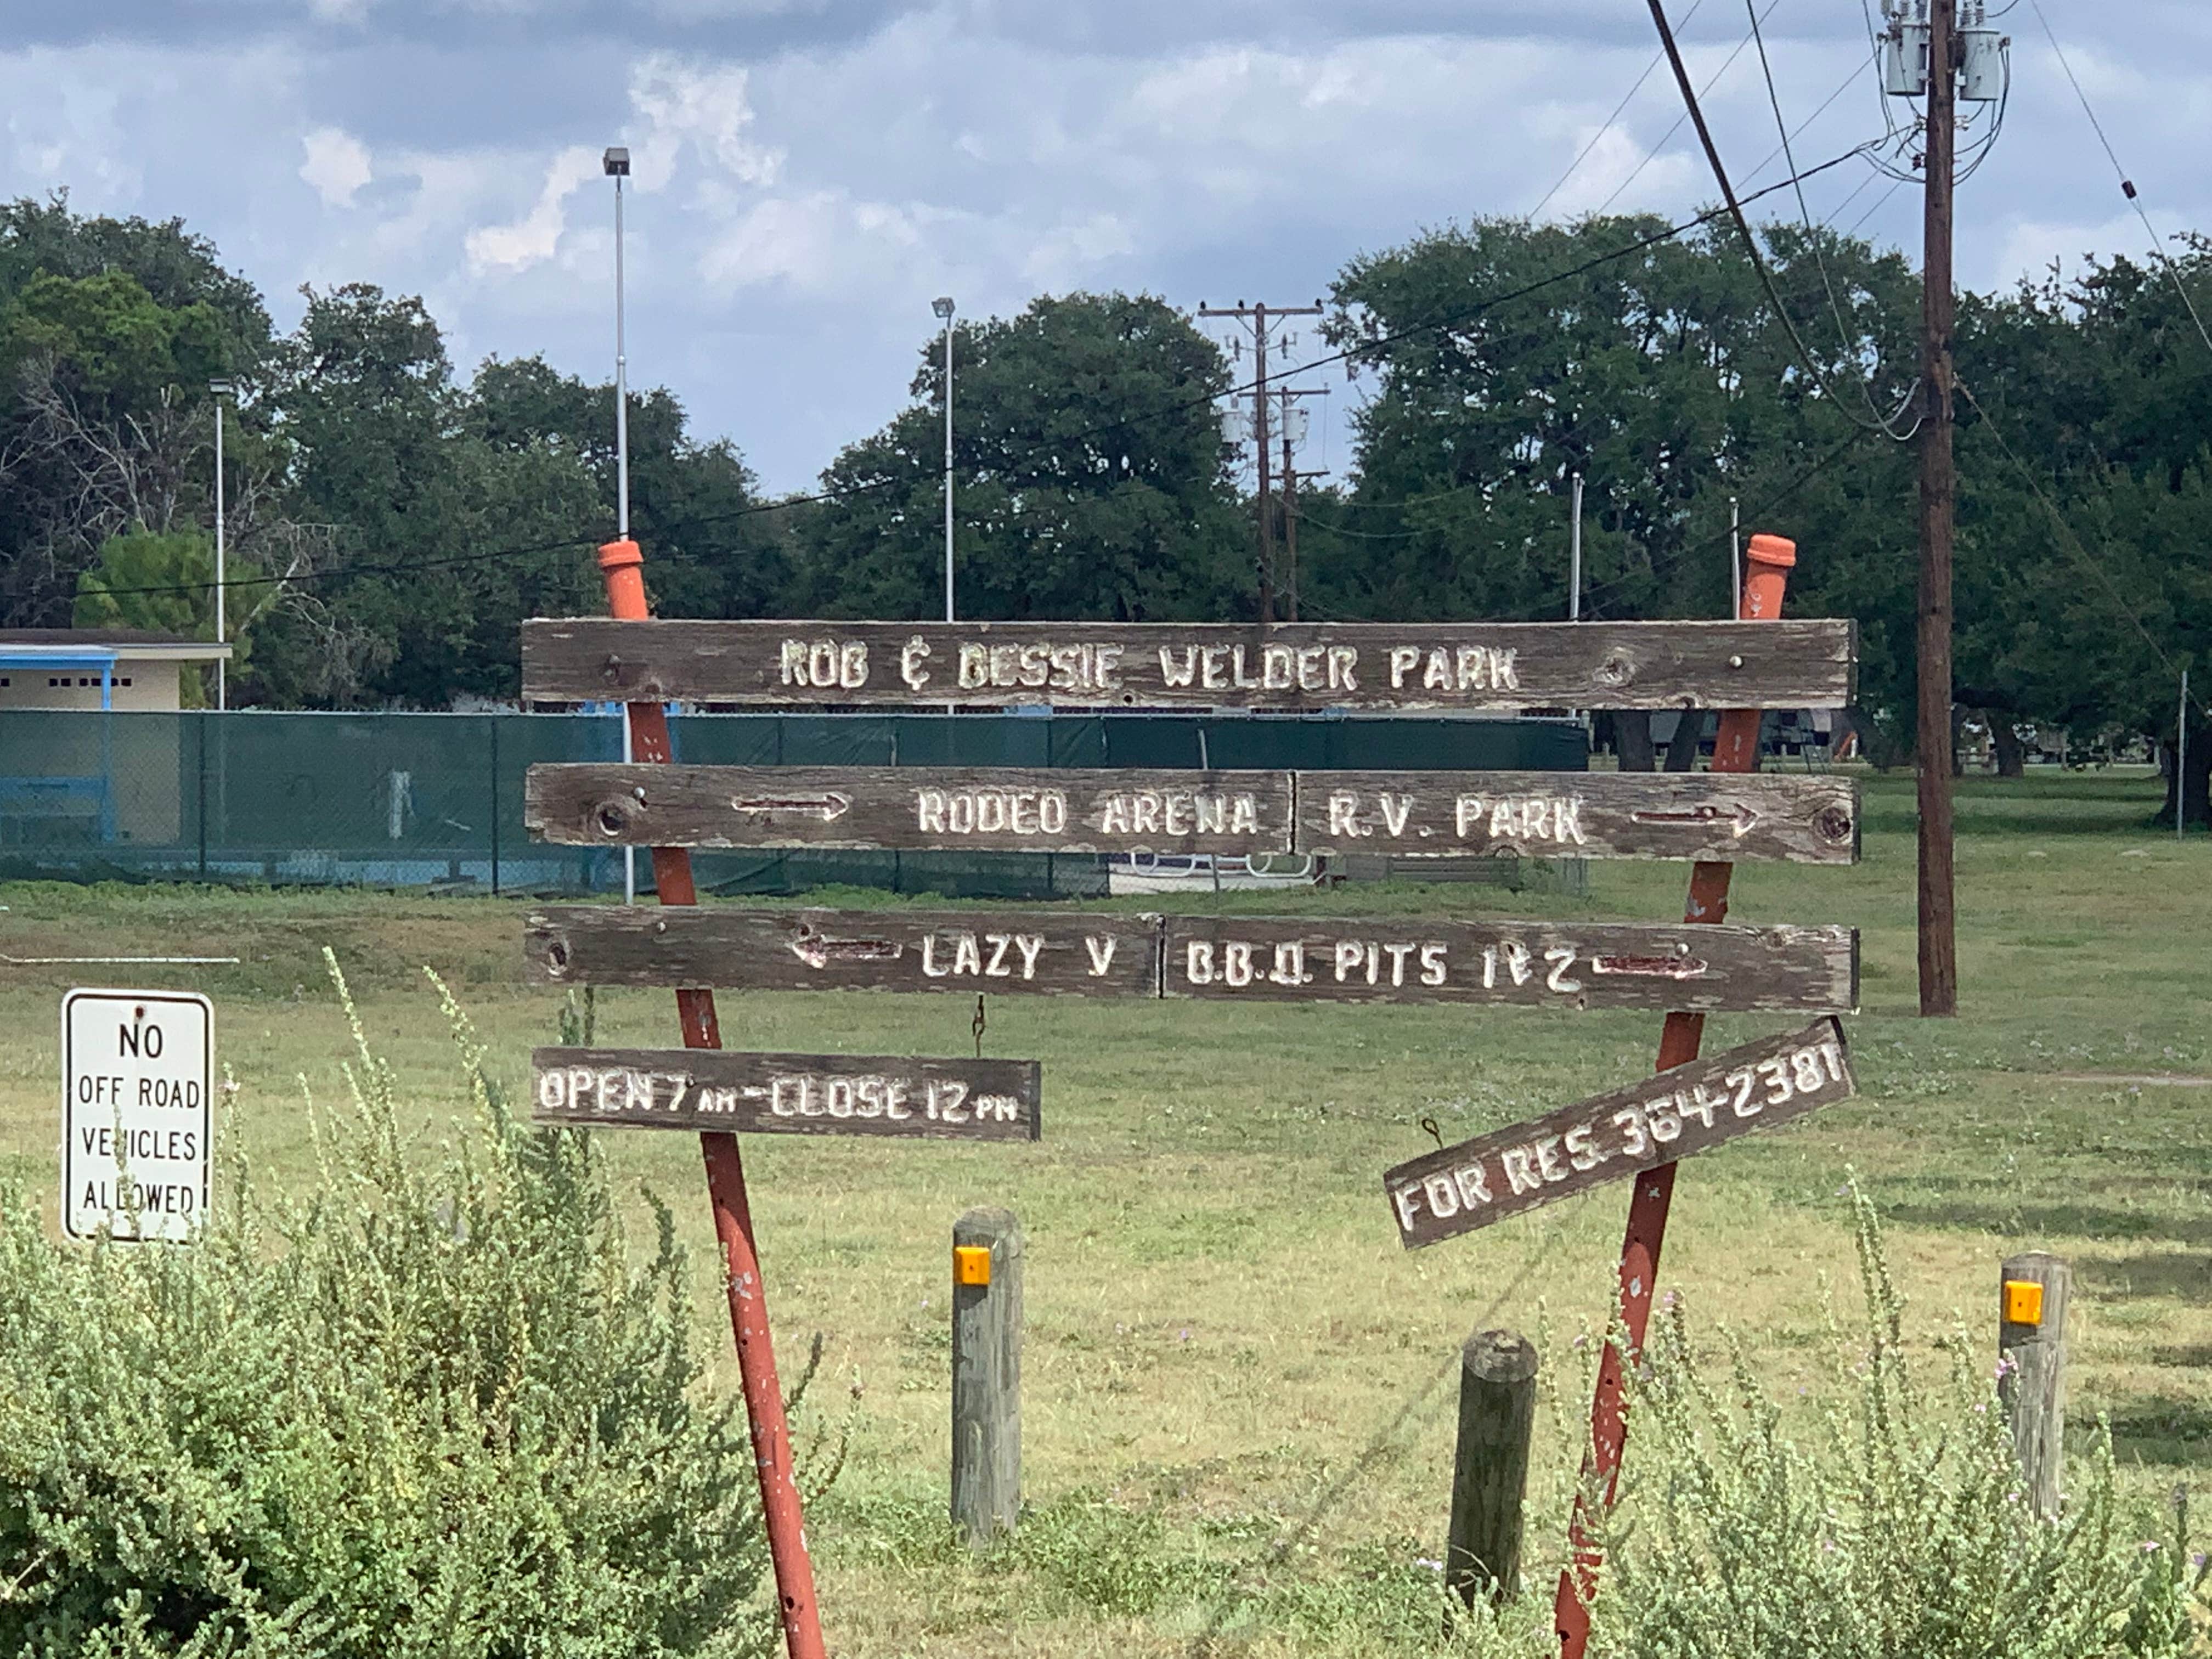 ROB & BESSIE WELDER PARK
→ RODEO ARENA | R.V. PARK →
← LAZY V | B.B.Q. PITS 1 & 2 →
OPEN 7 AM - CLOSE 12 PM
FOR RES. 364-2381
NO
OFF ROAD
VEHICLES
ALLOWED